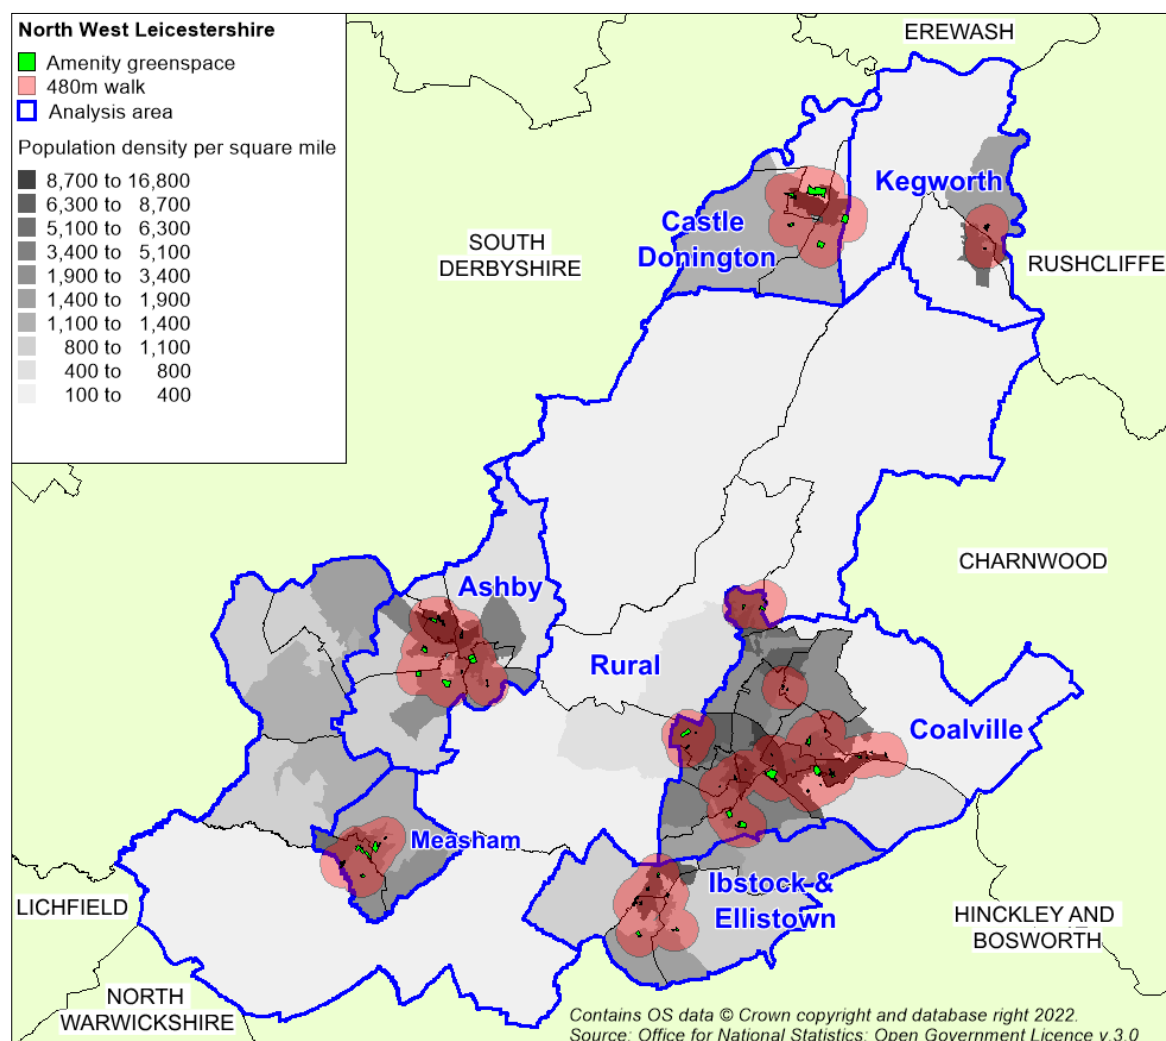 North West Leicestershire
Amenity greenspace
480m walk
Analysis area
Population density per square mile
8,700 to 16,800
6,300 to 8,700
5,100 to 6,300
3,400 to 5,100
1,900 to 3,400
1,400 to 1,900
1,100 to 1,400
800 to 1,100
400 to 800
100 to 400
EREWASH
Kegworth
Castle
Donington
SOUTH
DERBYSHIRE
RUSHCLIFFE
CHARNWOOD
Ashby
Rural
Coalville
Measham
Ibstock &
Ellistown
LICHFIELD
HINCKLEY AND
BOSWORTH
NORTH
WARWICKSHIRE
Contains OS data © Crown copyright and database right 2022.
Source: Office for National Statistics: Open Government Licence v.3.0